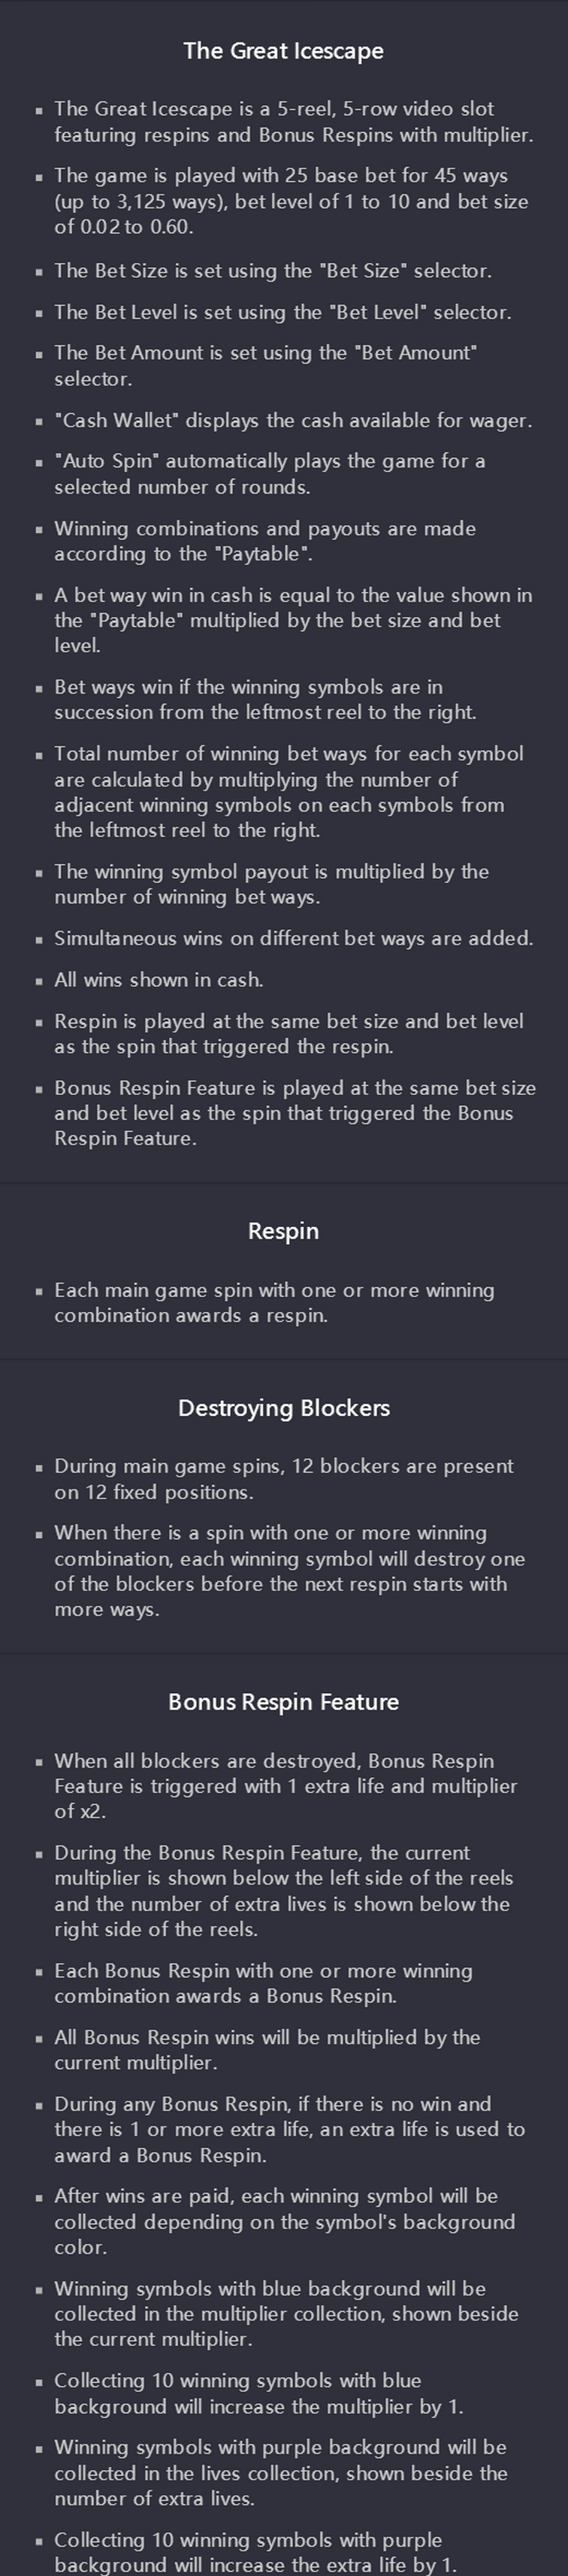 The Great Icescape
▪ The Great Icescape is a 5-reel, 5-row video slot
featuring respins and Bonus Respins with multiplier.
▪ The game is played with 25 base bet for 45 ways
(up to 3,125 ways), bet level of 1 to 10 and bet size
of 0.02 to 0.60.
▪ The Bet Size is set using the "Bet Size" selector.
▪ The Bet Level is set using the "Bet Level" selector.
▪ The Bet Amount is set using the "Bet Amount"
selector.
▪ "Cash Wallet" displays the cash available for wager.
▪ "Auto Spin" automatically plays the game for a
selected number of rounds.
▪ Winning combinations and payouts are made
according to the "Paytable".
▪ A bet way win in cash is equal to the value shown in
the "Paytable" multiplied by the bet size and bet
level.
▪ Bet ways win if the winning symbols are in
succession from the leftmost reel to the right.
▪ Total number of winning bet ways for each symbol
are calculated by multiplying the number of
adjacent winning symbols on each symbols from
the leftmost reel to the right.
▪ The winning symbol payout is multiplied by the
number of winning bet ways.
▪ Simultaneous wins on different bet ways are added.
▪ All wins shown in cash.
▪ Respin is played at the same bet size and bet level
as the spin that triggered the respin.
▪ Bonus Respin Feature is played at the same bet size
and bet level as the spin that triggered the Bonus
Respin Feature.
Respin
▪ Each main game spin with one or more winning
combination awards a respin.
Destroying Blockers
▪ During main game spins, 12 blockers are present
on 12 fixed positions.
▪ When there is a spin with one or more winning
combination, each winning symbol will destroy one
of the blockers before the next respin starts with
more ways.
Bonus Respin Feature
▪ When all blockers are destroyed, Bonus Respin
Feature is triggered with 1 extra life and multiplier
of x2.
▪ During the Bonus Respin Feature, the current
multiplier is shown below the left side of the reels
and the number of extra lives is shown below the
right side of the reels.
▪ Each Bonus Respin with one or more winning
combination awards a Bonus Respin.
▪ All Bonus Respin wins will be multiplied by the
current multiplier.
▪ During any Bonus Respin, if there is no win and
there is 1 or more extra life, an extra life is used to
award a Bonus Respin.
▪ After wins are paid, each winning symbol will be
collected depending on the symbol's background
color.
▪ Winning symbols with blue background will be
collected in the multiplier collection, shown beside
the current multiplier.
▪ Collecting 10 winning symbols with blue
background will increase the multiplier by 1.
▪ Winning symbols with purple background will be
collected in the lives collection, shown beside the
number of extra lives.
▪ Collecting 10 winning symbols with purple
background will increase the extra life by 1.